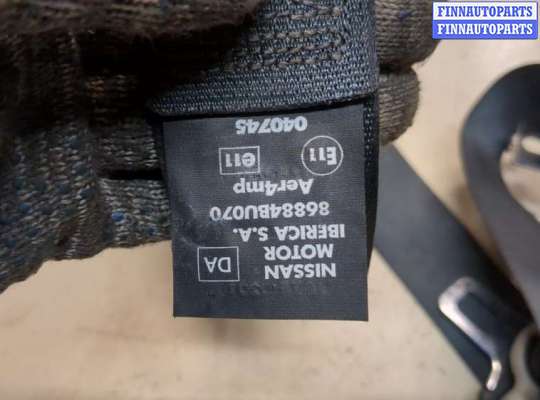 FINNAUTOPARTS
FINNAUTOPARTS
NISSAN
MOTOR
IBERICA S.A.
DA
86884BU070
Aer4mp
E11
e11
040745